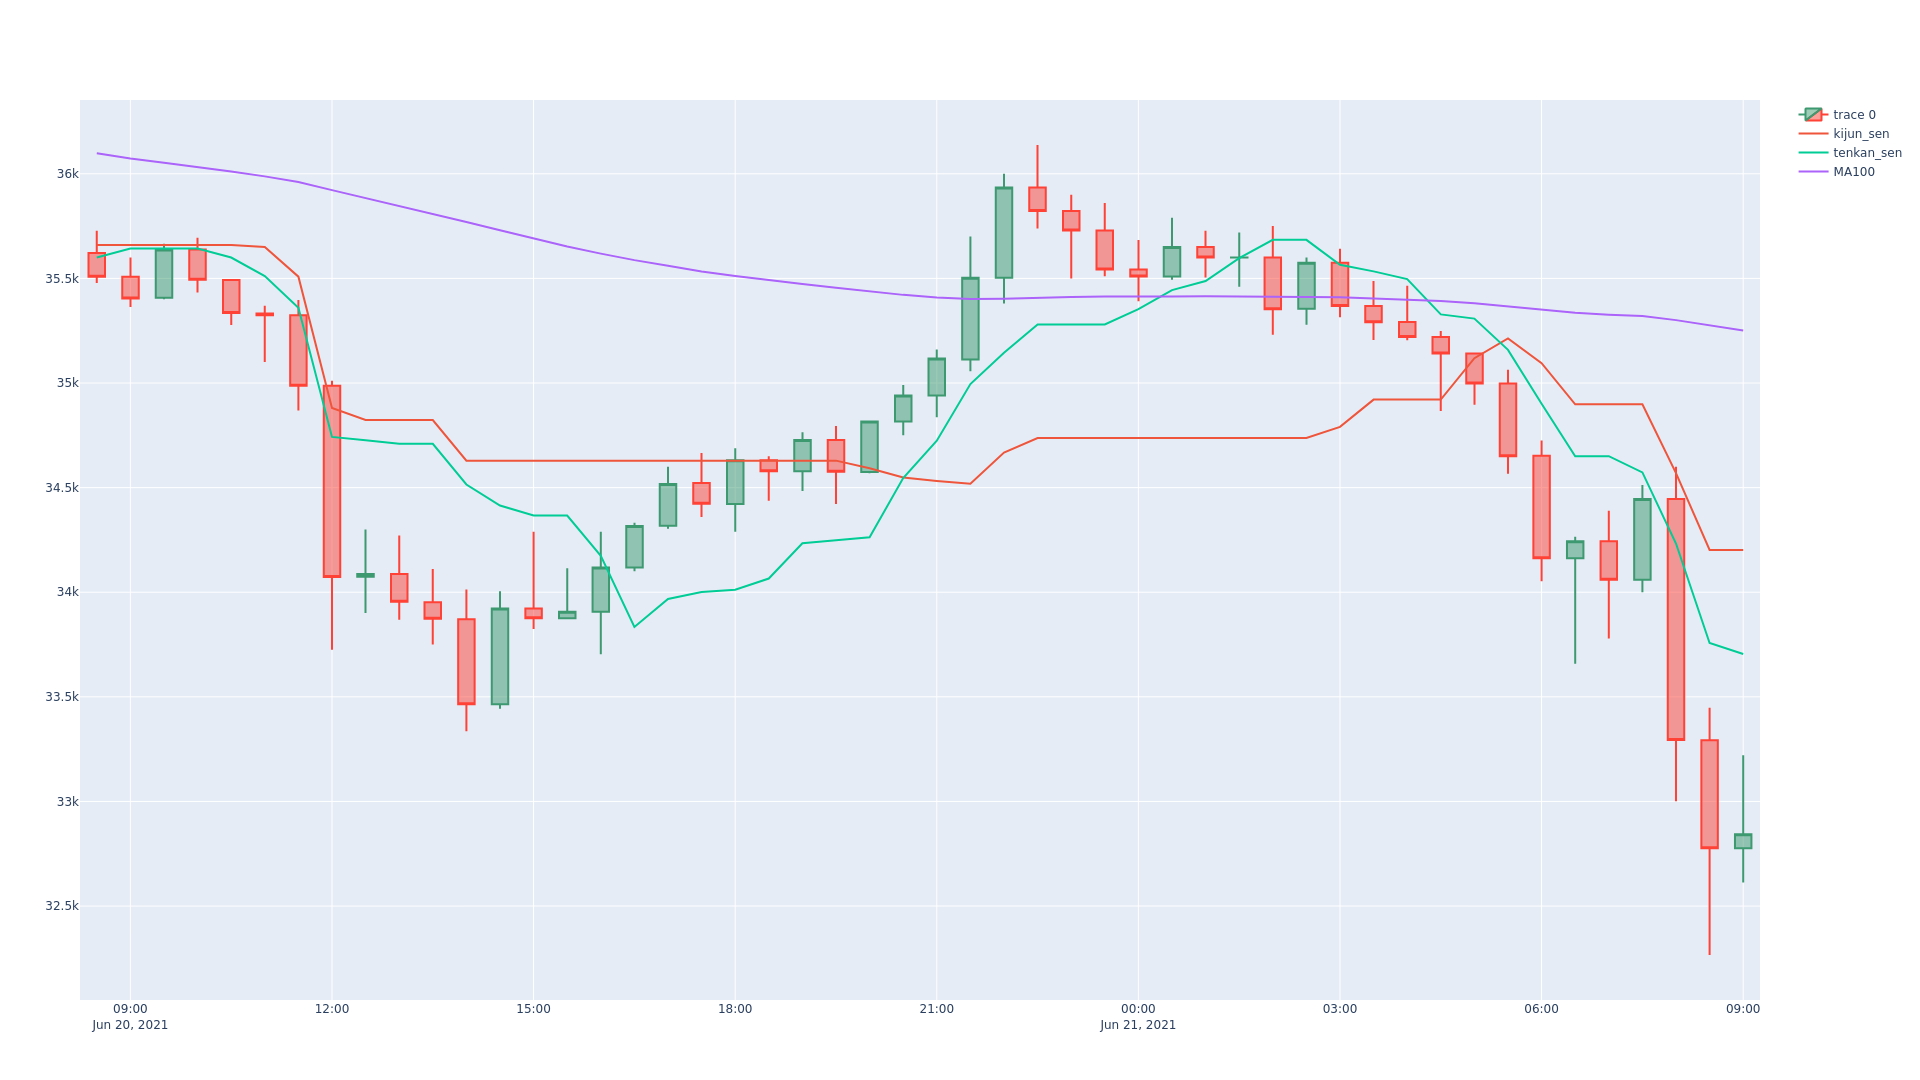 trace 0
kijun_sen
tenkan_sen
MA100
36k
35.5k
35k
34.5k
34k
33.5k
33k
32.5k
09:00 12:00 15:00 18:00 21:00 00:00 03:00 06:00 09:00
Jun 20, 2021 Jun 21, 2021